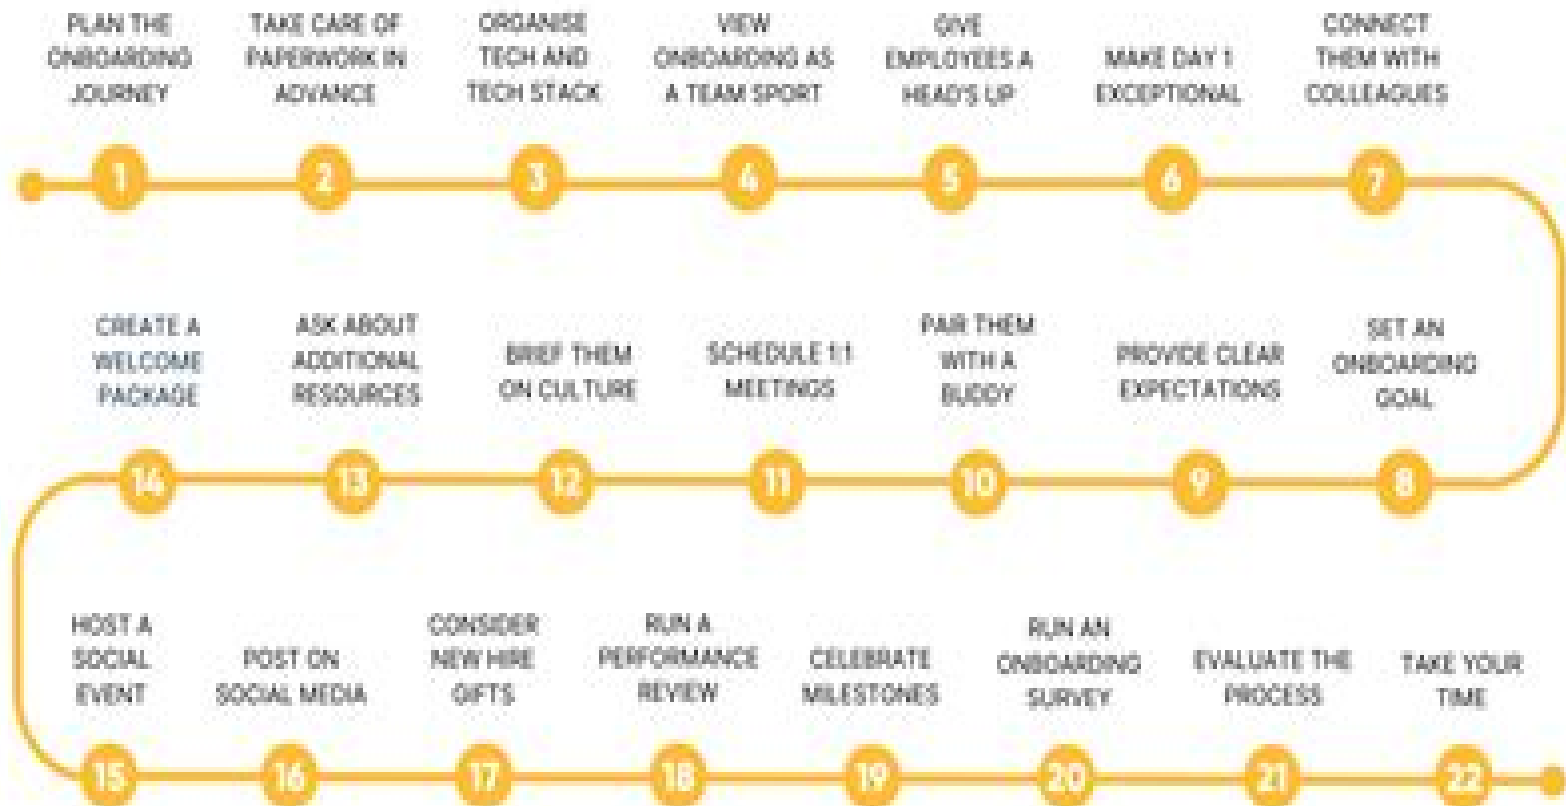 PLAN THE
ONBOARDING
JOURNEY
TAKE CARE OF
PAPERWORK IN
ADVANCE
ORGANISE
TECH AND
TECH STACK
VIEW
ONBOARDING AS
A TEAM SPORT
GIVE
EMPLOYEES A
HEAD'S UP
MAKE DAY 1
EXCEPTIONAL
CONNECT
THEM WITH
COLLEAGUES
1
2
3
4
5
6
7
CREATE A
WELCOME
PACKAGE
ASK ABOUT
ADDITIONAL
RESOURCES
BRIEF THEM
ON CULTURE
SCHEDULE 1:1
MEETINGS
PAIR THEM
WITH A
BUDDY
PROVIDE CLEAR
EXPECTATIONS
SET AN
ONBOARDING
GOAL
14
13
12
11
10
9
8
HOST A
SOCIAL
EVENT
POST ON
SOCIAL MEDIA
CONSIDER
NEW HIRE
GIFTS
RUN A
PERFORMANCE
REVIEW
CELEBRATE
MILESTONES
RUN AN
ONBOARDING
SURVEY
EVALUATE THE
PROCESS
TAKE YOUR
TIME
15
16
17
18
19
20
21
22